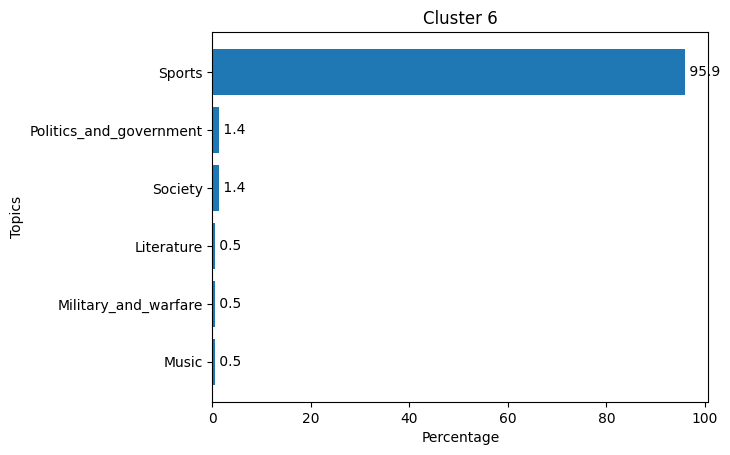 Cluster 6
Sports 95.9
Politics_and_government 1.4
Society 1.4
Literature 0.5
Military_and_warfare 0.5
Music 0.5
Topics
0 20 40 60 80 100
Percentage